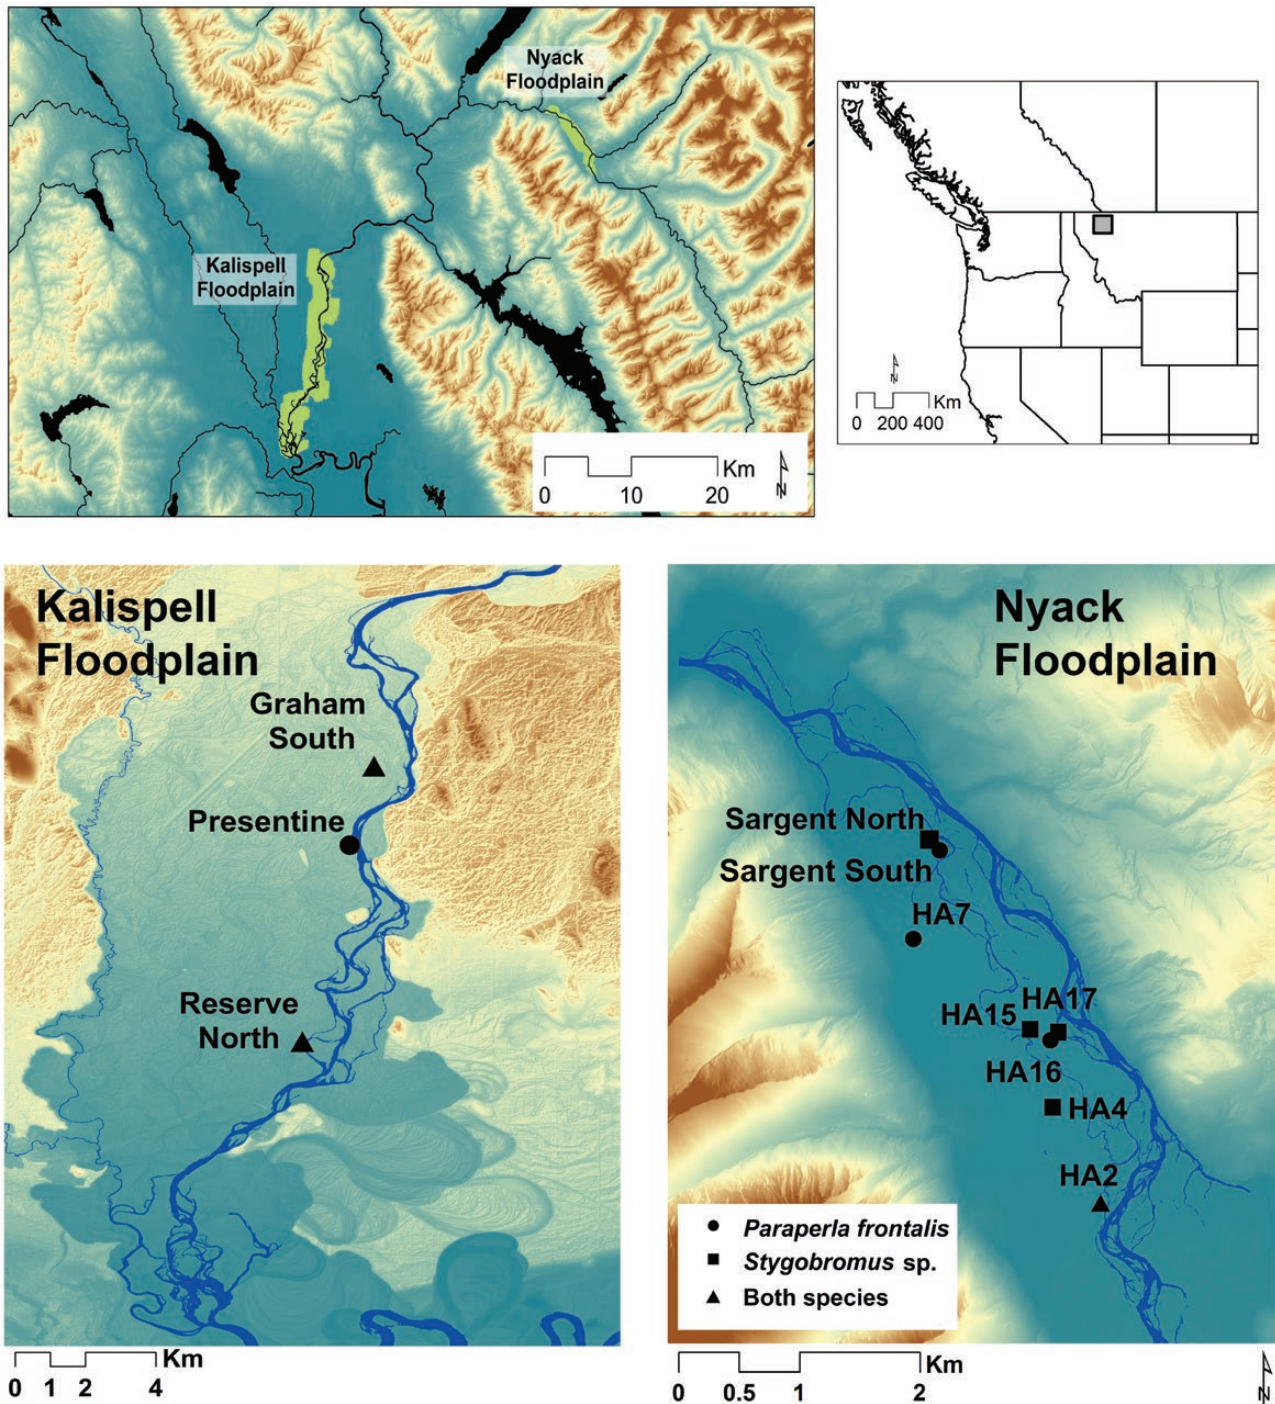 Nyack
Floodplain
Kalispell
Floodplain
Km
0 10 20
N
N
Km
0 200 400
Kalispell
Floodplain
Graham
South
Presentine
Reserve
North
Km
0 1 2 4
Nyack
Floodplain
Sargent North
Sargent South
HA7
HA17
HA15
HA16
HA4
HA2
Paraperla frontalis
Stygobromus sp.
Both species
Km
0 0.5 1 2
N